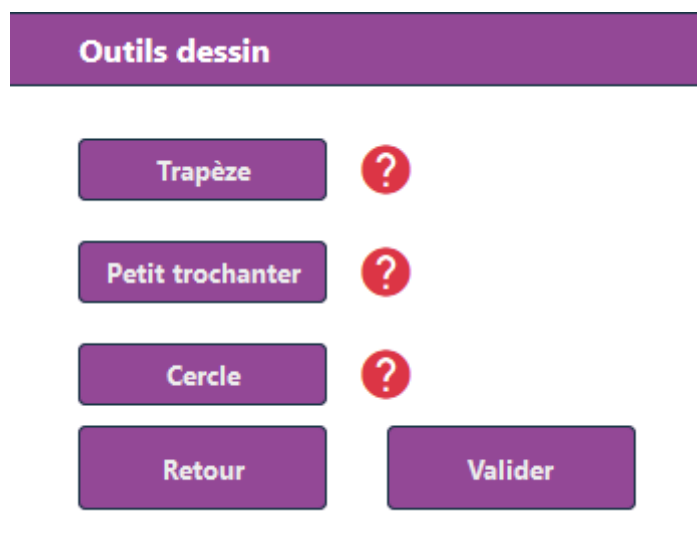 Outils dessin
Trapèze
?
Petit trochanter
?
Cercle
?
Retour
Valider